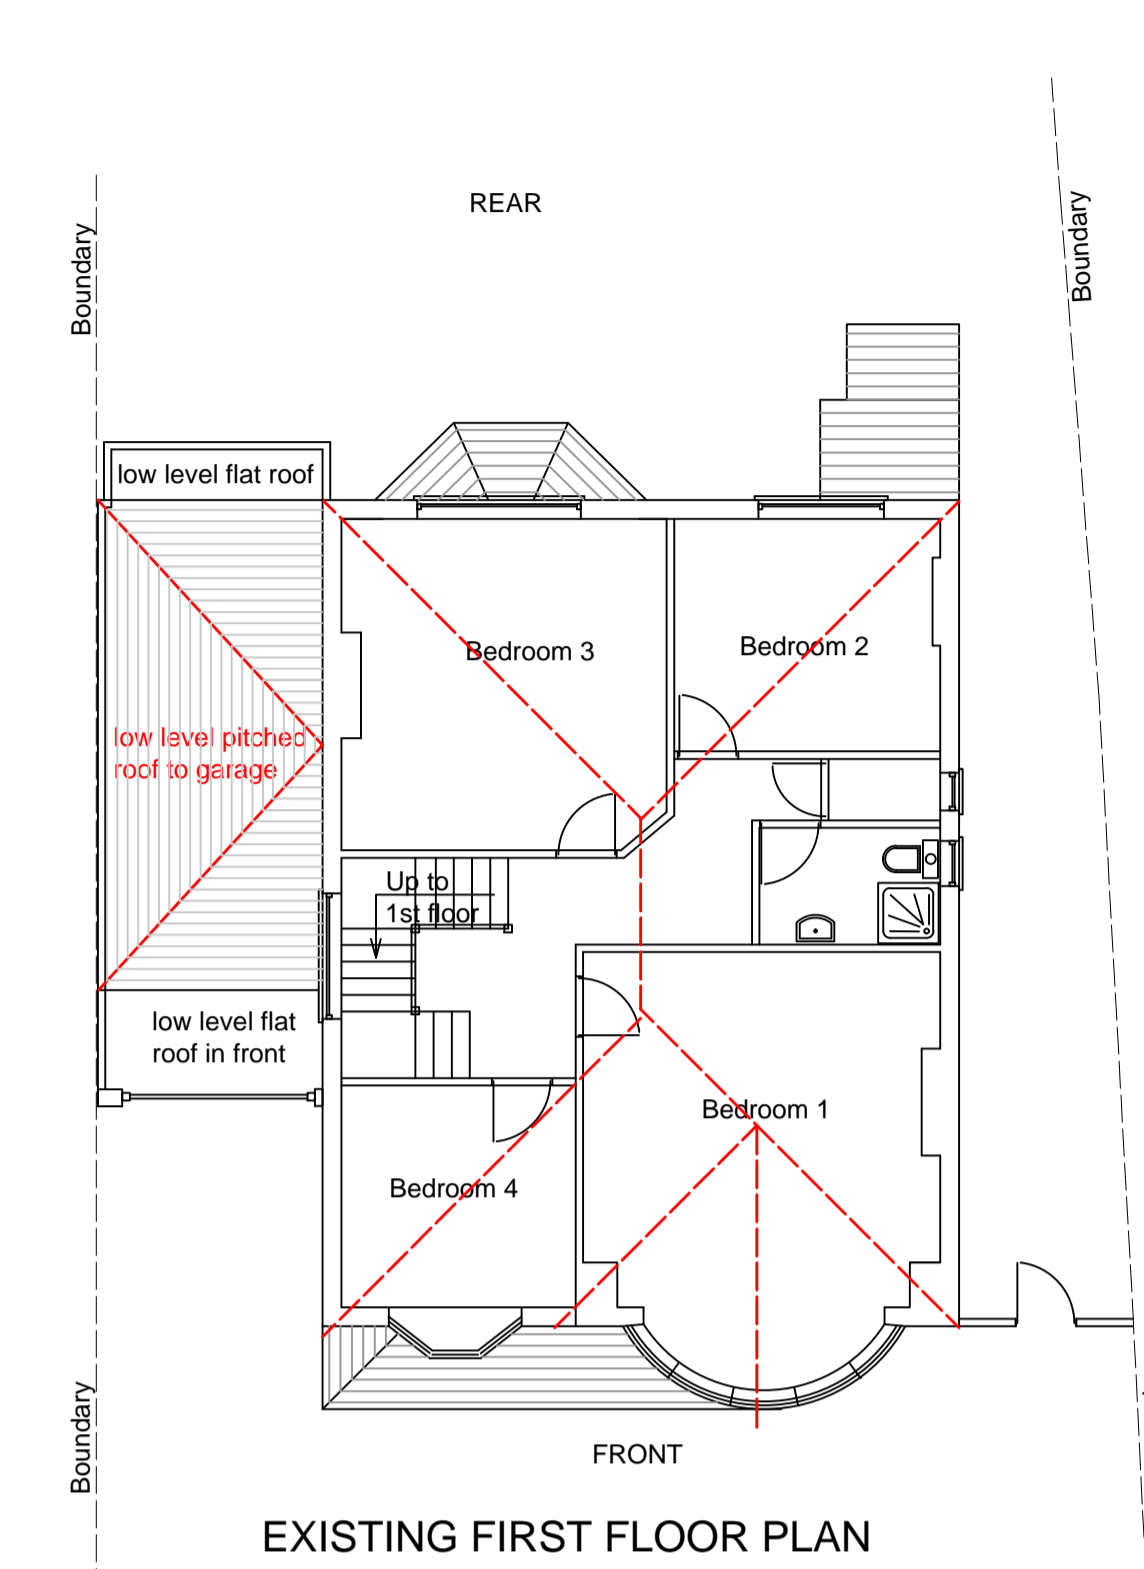 REAR
Boundary
Boundary
low level flat roof
Bedroom 3
Bedroom 2
low level pitched
roof to garage
Up to
1st floor
low level flat
roof in front
Bedroom 1
Bedroom 4
Boundary
FRONT
EXISTING FIRST FLOOR PLAN